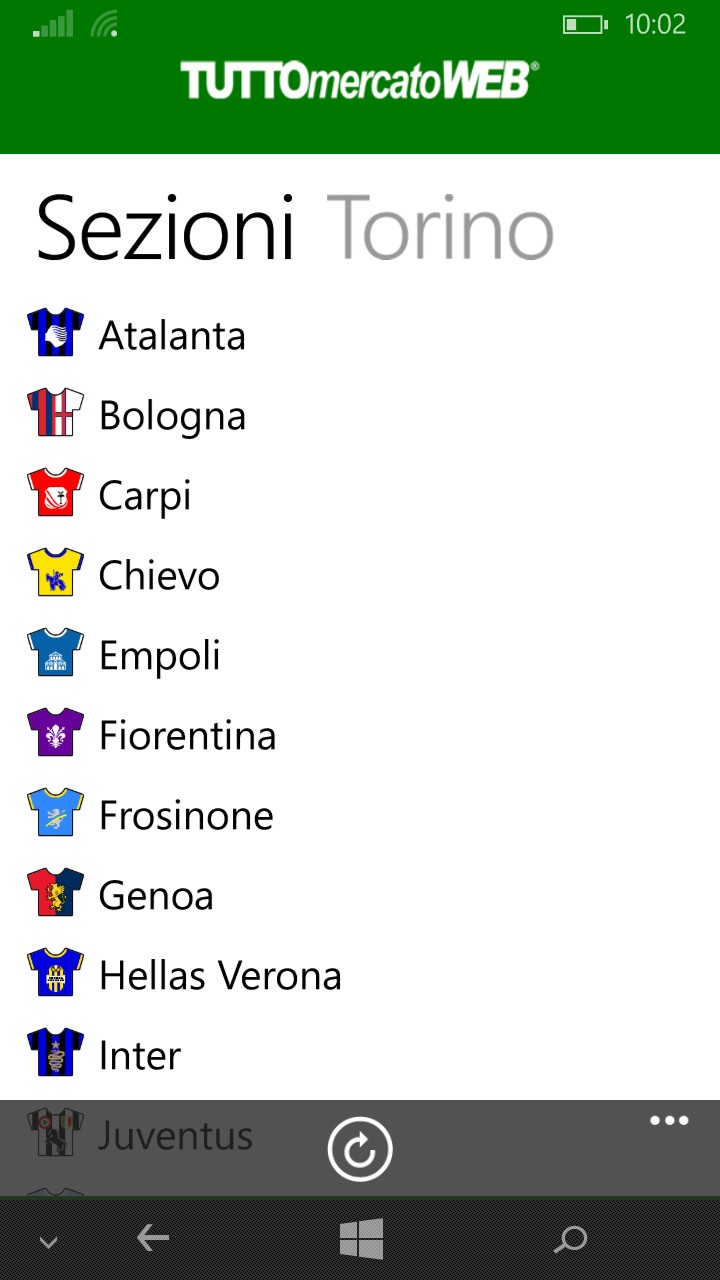 10:02
TUTTOmercatoWEB®
Sezioni Torino
Atalanta
Bologna
Carpi
Chievo
Empoli
Fiorentina
Frosinone
Genoa
Hellas Verona
Inter
Juventus